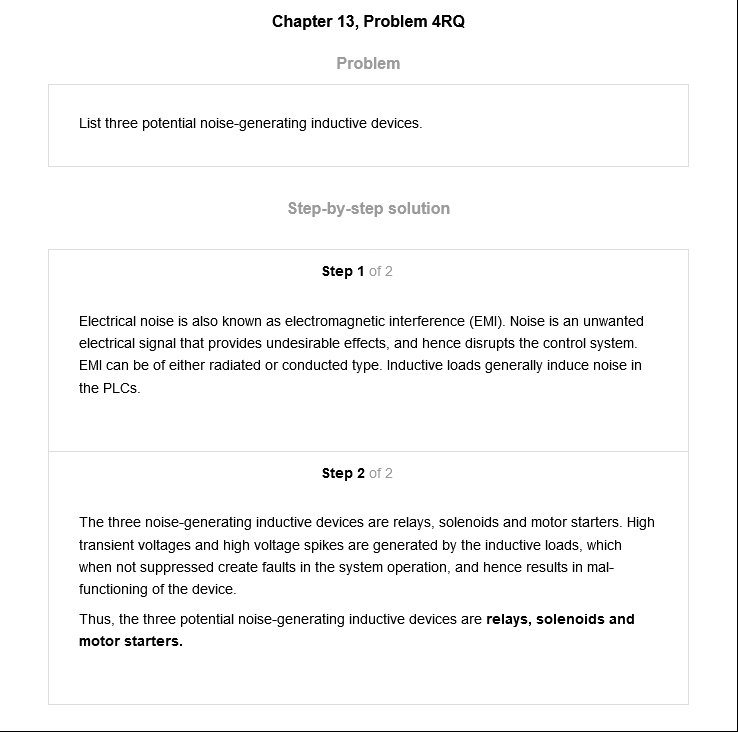 Chapter 13, Problem 4RQ
Problem
List three potential noise-generating inductive devices.
Step-by-step solution
Step 1 of 2
Electrical noise is also known as electromagnetic interference (EMI). Noise is an unwanted
electrical signal that provides undesirable effects, and hence disrupts the control system.
EMI can be of either radiated or conducted type. Inductive loads generally induce noise in
the PLCs.
Step 2 of 2
The three noise-generating inductive devices are relays, solenoids and motor starters. High
transient voltages and high voltage spikes are generated by the inductive loads, which
when not suppressed create faults in the system operation, and hence results in mal-
functioning of the device.
Thus, the three potential noise-generating inductive devices are relays, solenoids and
motor starters.